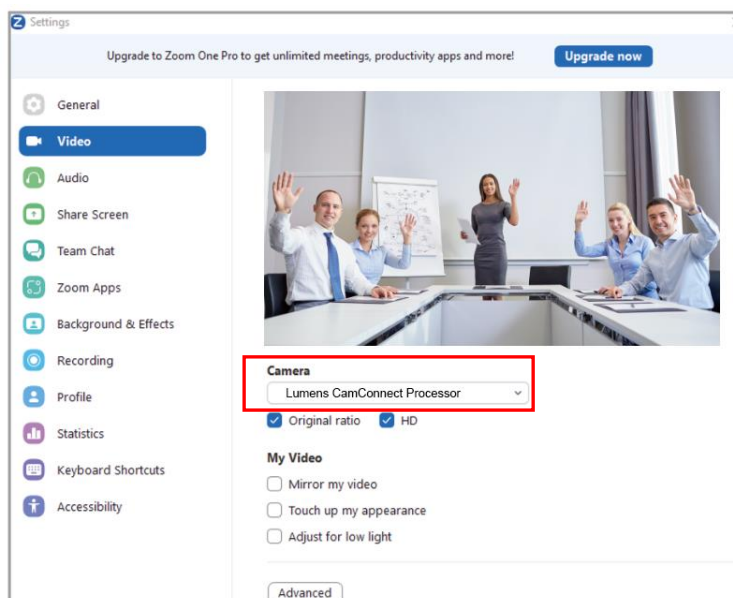 Settings
Upgrade to Zoom One Pro to get unlimited meetings, productivity apps and more!
Upgrade now
General
Video
Audio
Share Screen
Team Chat
Zoom Apps
Background & Effects
Recording
Profile
Statistics
Keyboard Shortcuts
Accessibility
Camera
Lumens CamConnect Processor
Original ratio HD
My Video
Mirror my video
Touch up my appearance
Adjust for low light
Advanced